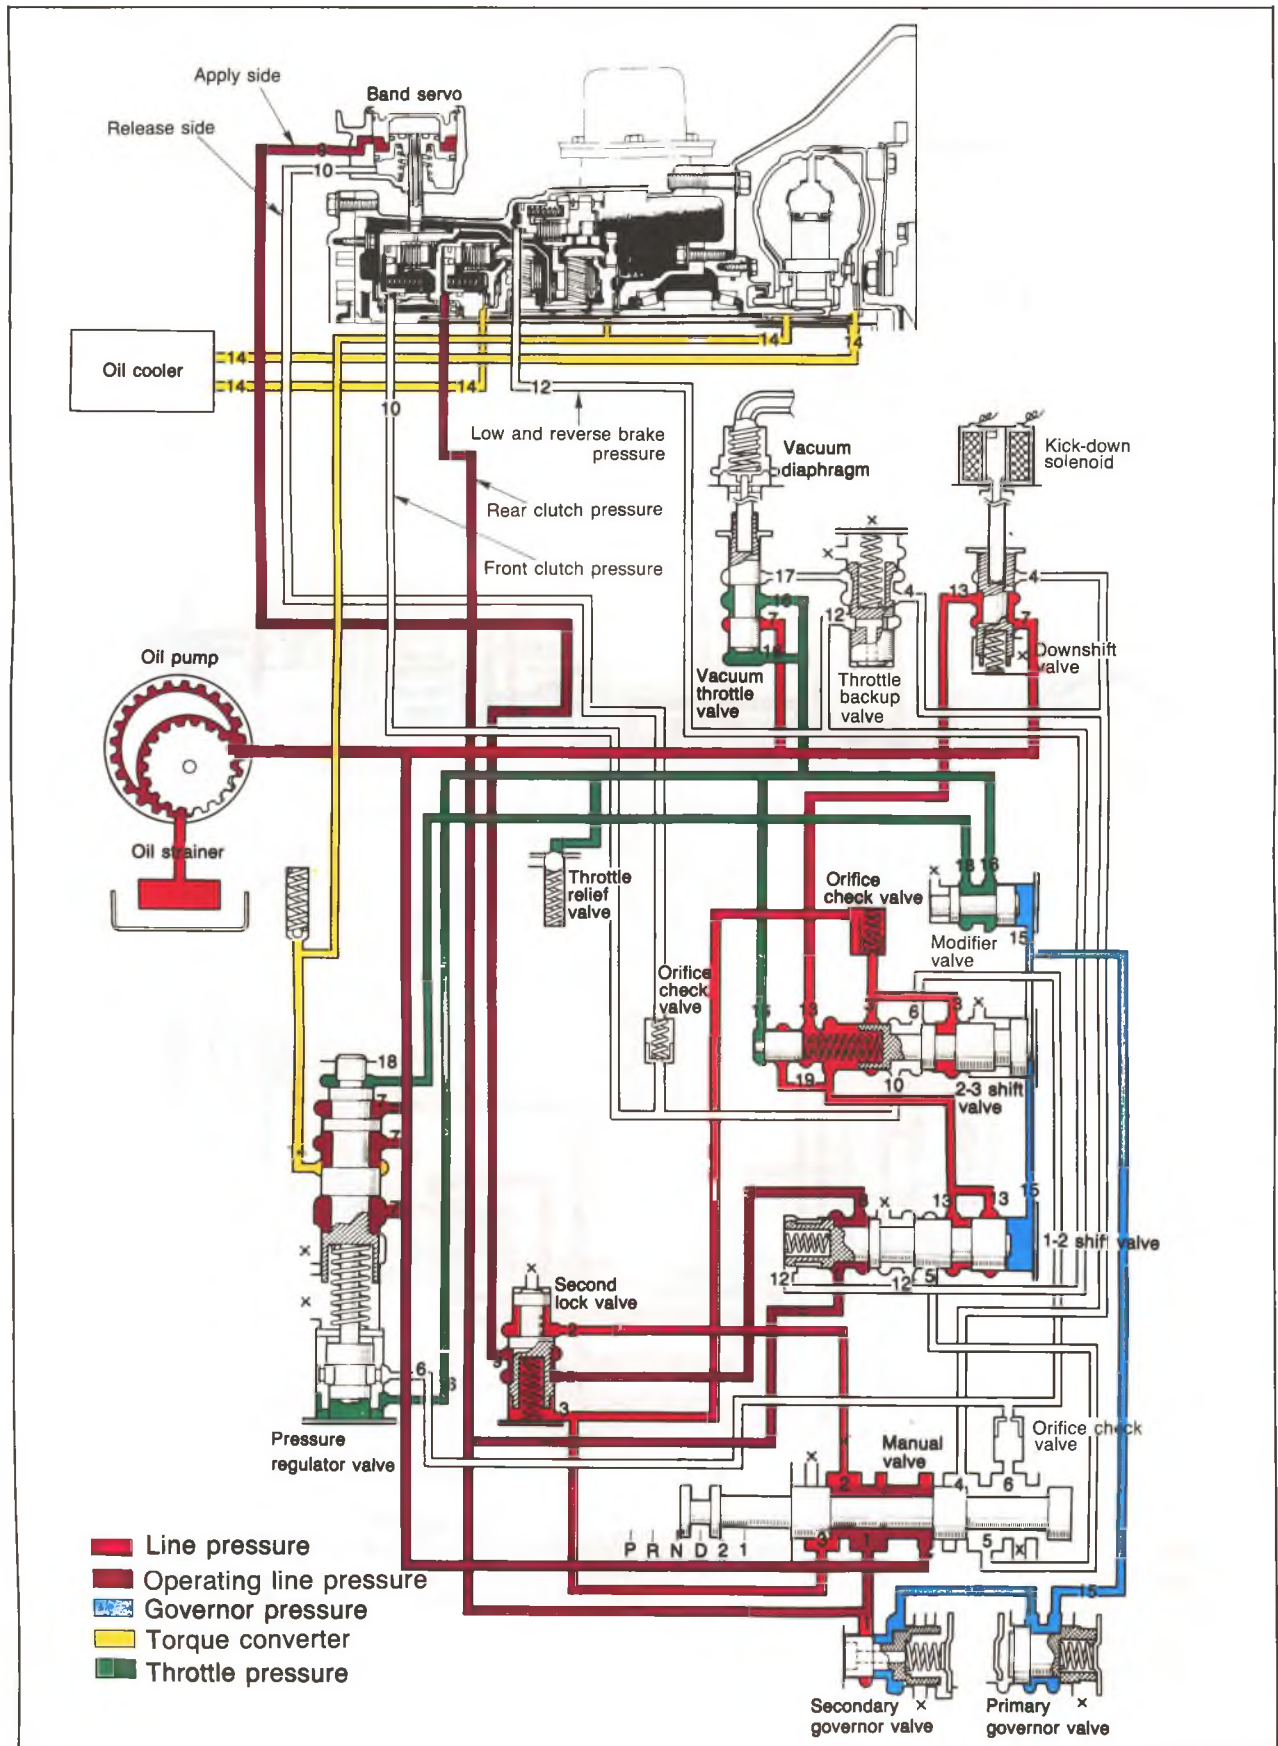 Apply side
Band servo
Release side
9
10
14
14
14
Oil cooler
14
14
12
10
Low and reverse brake
pressure
Vacuum
diaphragm
Kick-down
solenoid
Rear clutch pressure
x
x
Front clutch pressure
17
4
16
4
13
7
12
7
18
x
Downshift
valve
Oil pump
Vacuum
throttle
valve
Throttle
backup
valve
Oil strainer
Throttle
relief
valve
Orifice
check valve
x
18
16
15
Modifier
valve
Orifice
check
valve
13
3
6
3
x
18
19
10
2-3 shift
valve
7
7
7
8
x
13
13
15
1-2 shift valve
12
12
5
x
x
x
Second
lock valve
2
9
6
6
3
Orifice check
valve
Pressure
regulator valve
Manual
valve
x
2
4
6
P R N D 2 1
3
1
5
x
Line pressure
Operating line pressure
Governor pressure
Torque converter
Throttle pressure
15
Secondary x
governor valve
Primary x
governor valve